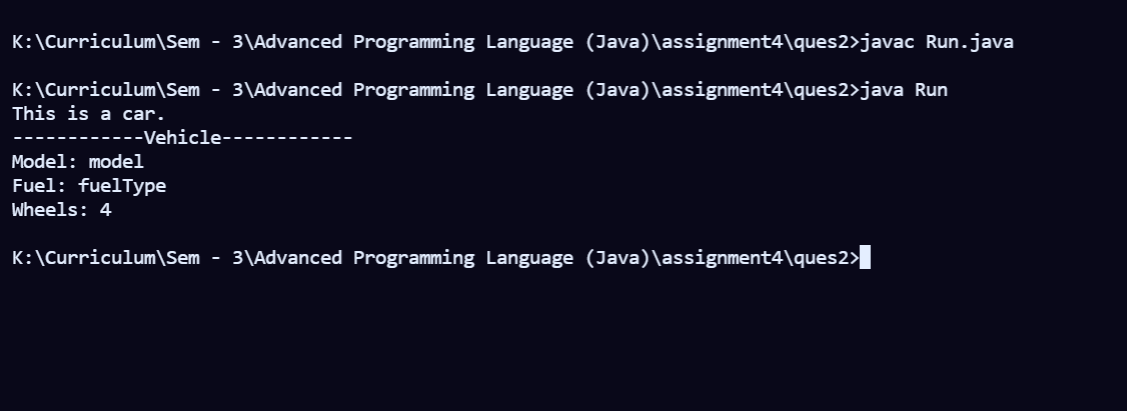 K:\Curriculum\Sem - 3\Advanced Programming Language (Java)\assignment4\ques2>javac Run.java
K:\Curriculum\Sem - 3\Advanced Programming Language (Java)\assignment4\ques2>java Run
This is a car.
------------Vehicle------------
Model: model
Fuel: fuelType
Wheels: 4
K:\Curriculum\Sem - 3\Advanced Programming Language (Java)\assignment4\ques2>